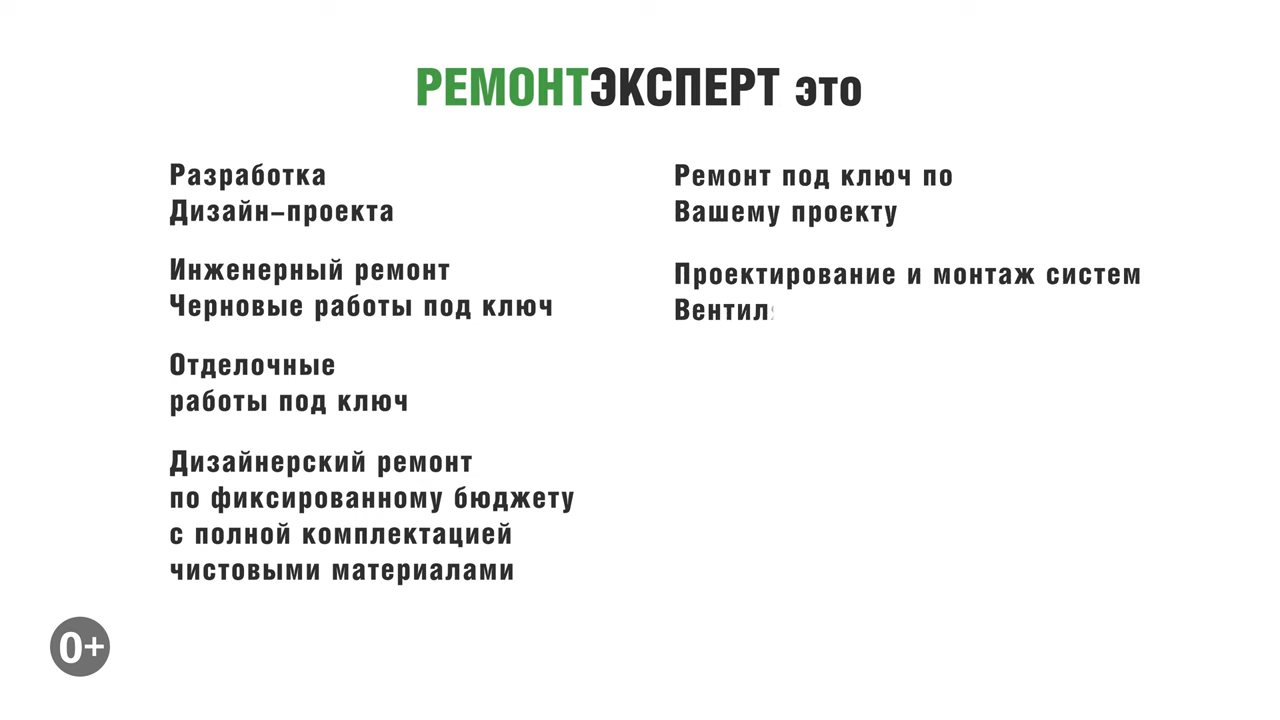 РЕМОНТЭКСПЕРТ это
Разработка
Дизайн–проекта
Инженерный ремонт
Черновые работы под ключ
Отделочные
работы под ключ
Дизайнерский ремонт
по фиксированному бюджету
с полной комплектацией
чистовыми материалами
Ремонт под ключ по
Вашему проекту
Проектирование и монтаж систем
0+